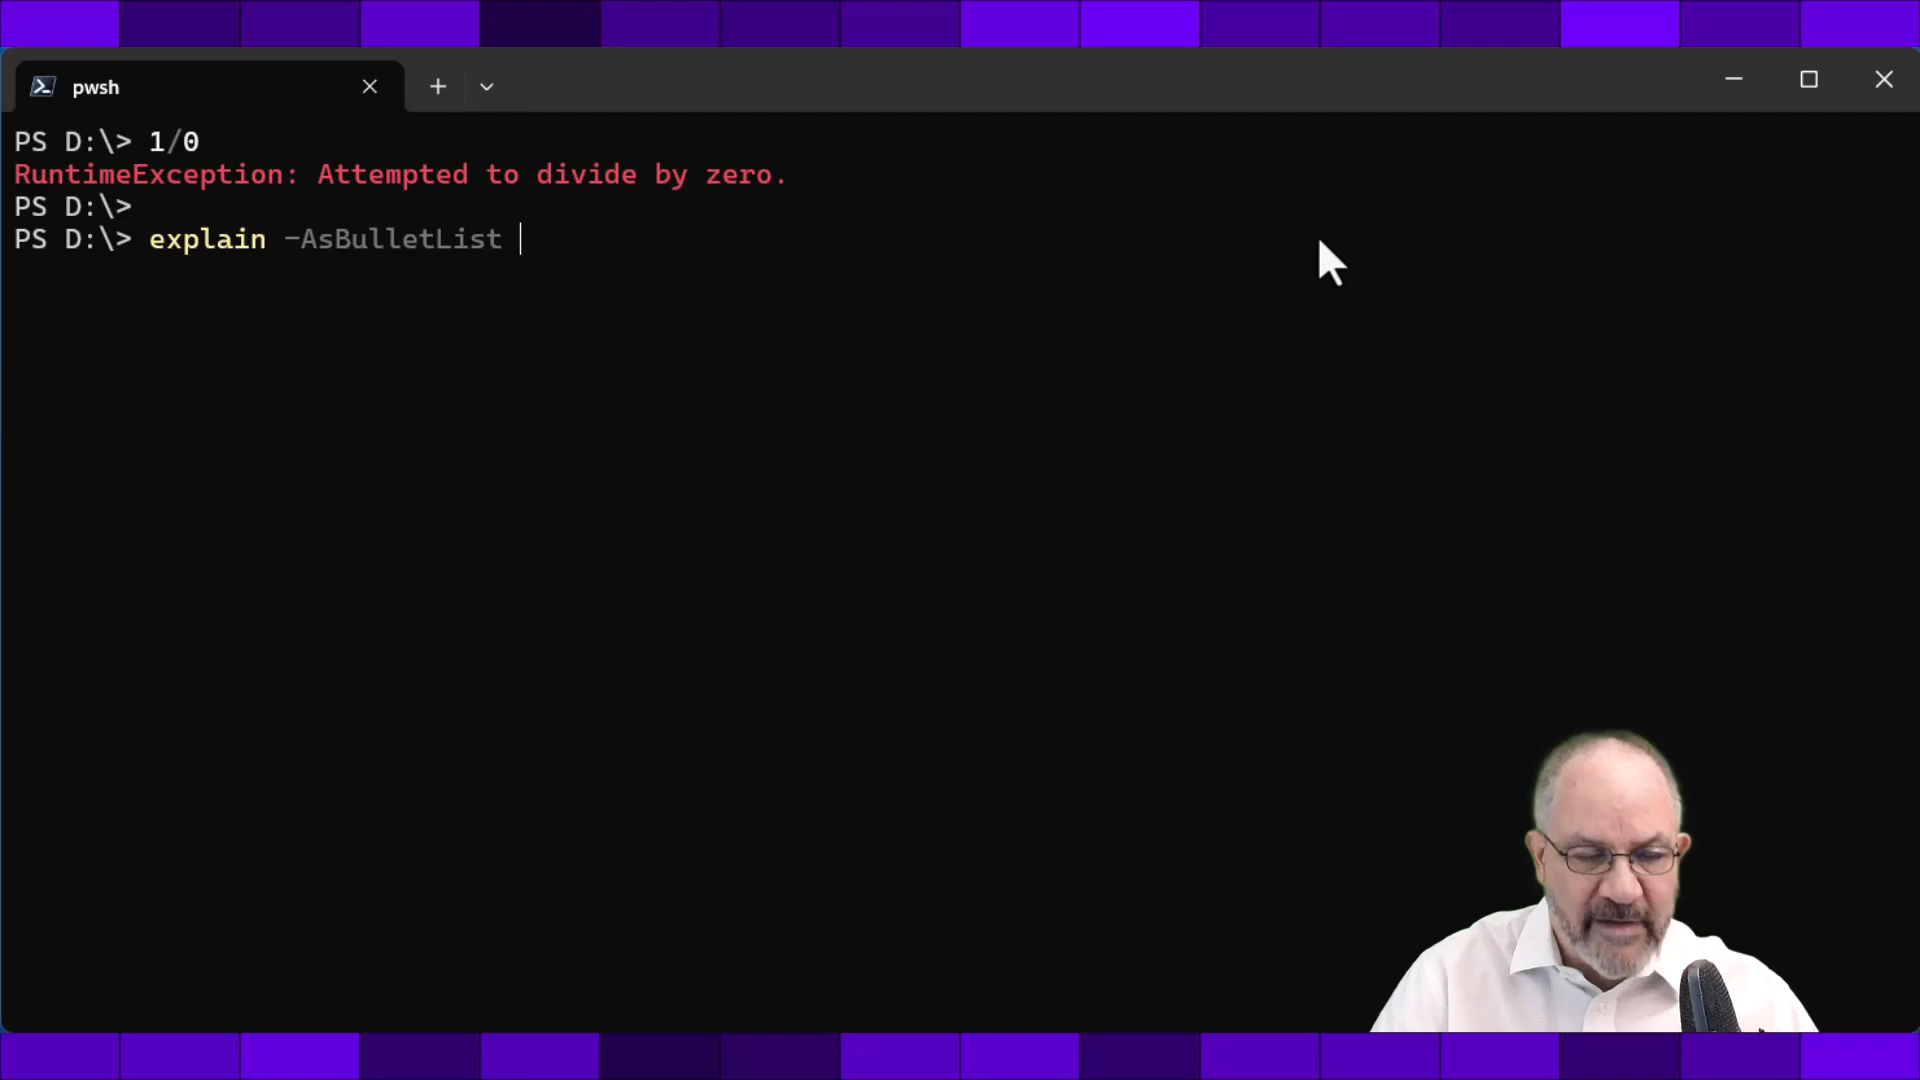 pwsh
PS D:\> 1/0
RuntimeException: Attempted to divide by zero.
PS D:\>
PS D:\> explain -AsBulletList